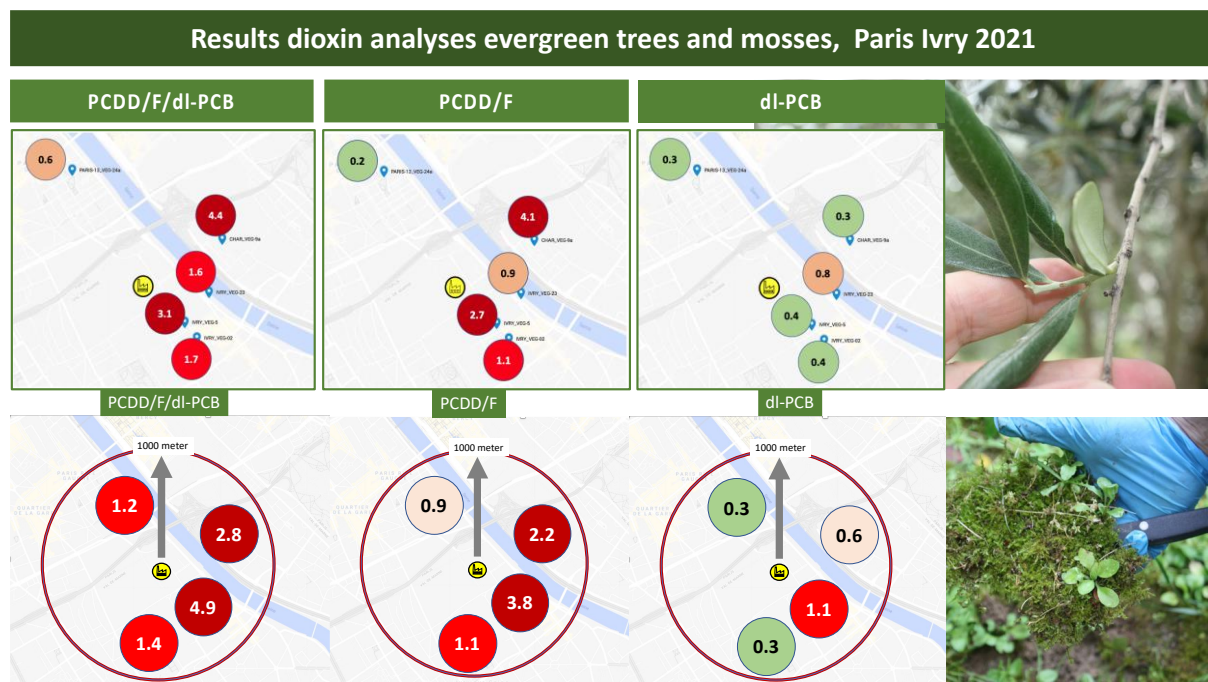 Results dioxin analyses evergreen trees and mosses, Paris Ivry 2021
PCDD/F/dl-PCB
PCDD/F
dl-PCB
0.6
PARIS-13_VEG-24a
4.4
CHAR_VEG-9a
1.6
IVRY_VEG-23
3.1
IVRY_VEG-5
IVRY_VEG-02
1.7
0.2
PARIS-13_VEG-24a
4.1
CHAR_VEG-9a
0.9
IVRY_VEG-23
2.7
IVRY_VEG-5
IVRY_VEG-02
1.1
0.3
PARIS-13_VEG-24a
0.3
CHAR_VEG-9a
0.8
IVRY_VEG-23
0.4
IVRY_VEG-5
IVRY_VEG-02
0.4
PCDD/F/dl-PCB
PCDD/F
dl-PCB
1000 meter
1.2
2.8
4.9
1.4
1000 meter
0.9
2.2
3.8
1.1
1000 meter
0.3
0.6
1.1
0.3